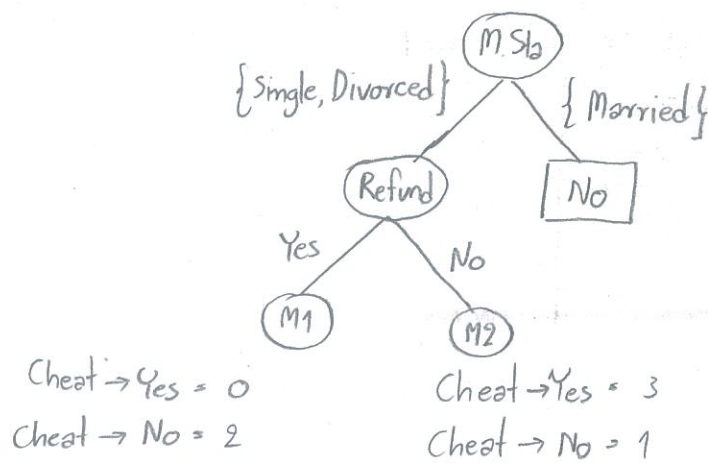 M.Sta
{Single, Divorced}
{Married}
Refund
No
Yes
No
M1
M2
Cheat → Yes = 0
Cheat → Yes = 3
Cheat → No = 2
Cheat → No = 1